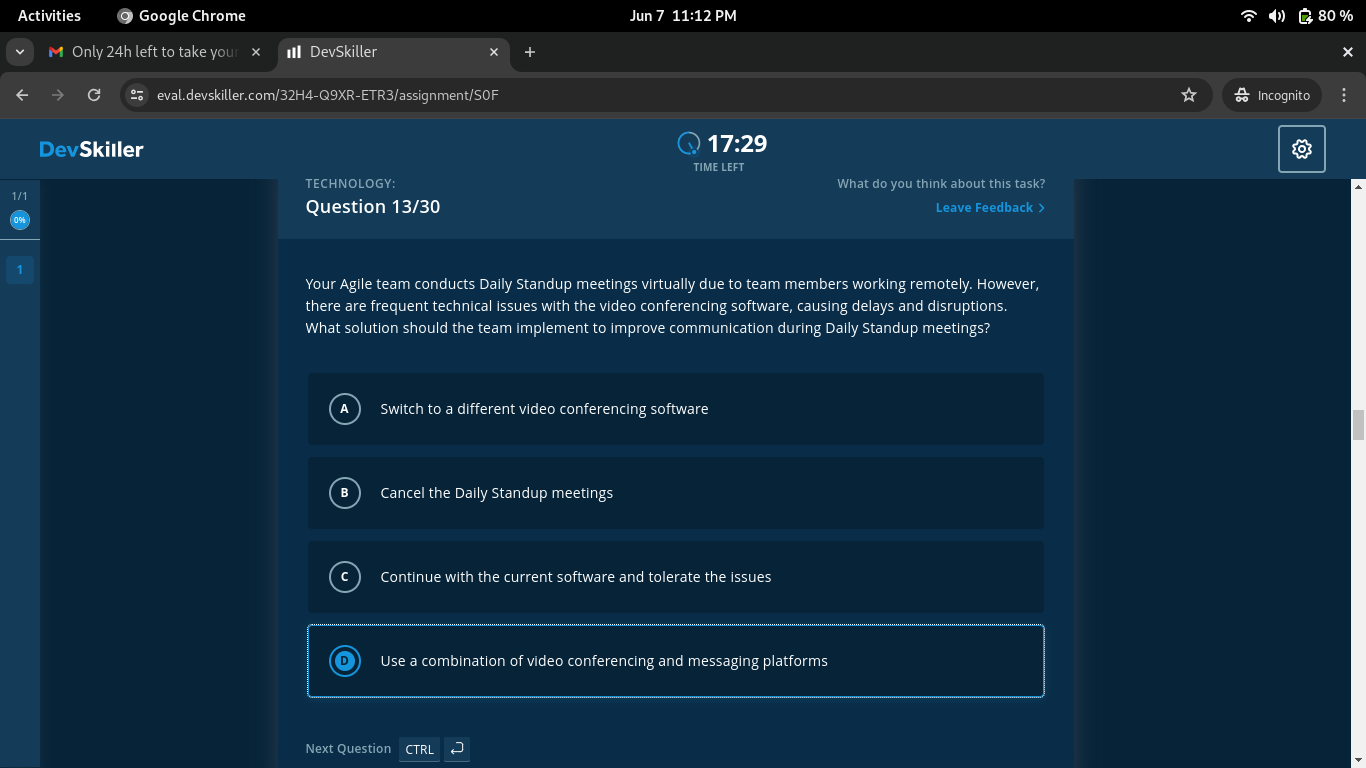 Activities
Google Chrome
Jun 7 11:12 PM
80 %
Only 24h left to take your
DevSkiller
eval.devskiller.com/32H4-Q9XR-ETR3/assignment/S0F
Incognito
DevSkiller
17:29
TIME LEFT
1/1
0%
1
TECHNOLOGY:
What do you think about this task?
Question 13/30
Leave Feedback
Your Agile team conducts Daily Standup meetings virtually due to team members working remotely. However,
there are frequent technical issues with the video conferencing software, causing delays and disruptions.
What solution should the team implement to improve communication during Daily Standup meetings?
A Switch to a different video conferencing software
B Cancel the Daily Standup meetings
C Continue with the current software and tolerate the issues
D Use a combination of video conferencing and messaging platforms
Next Question CTRL